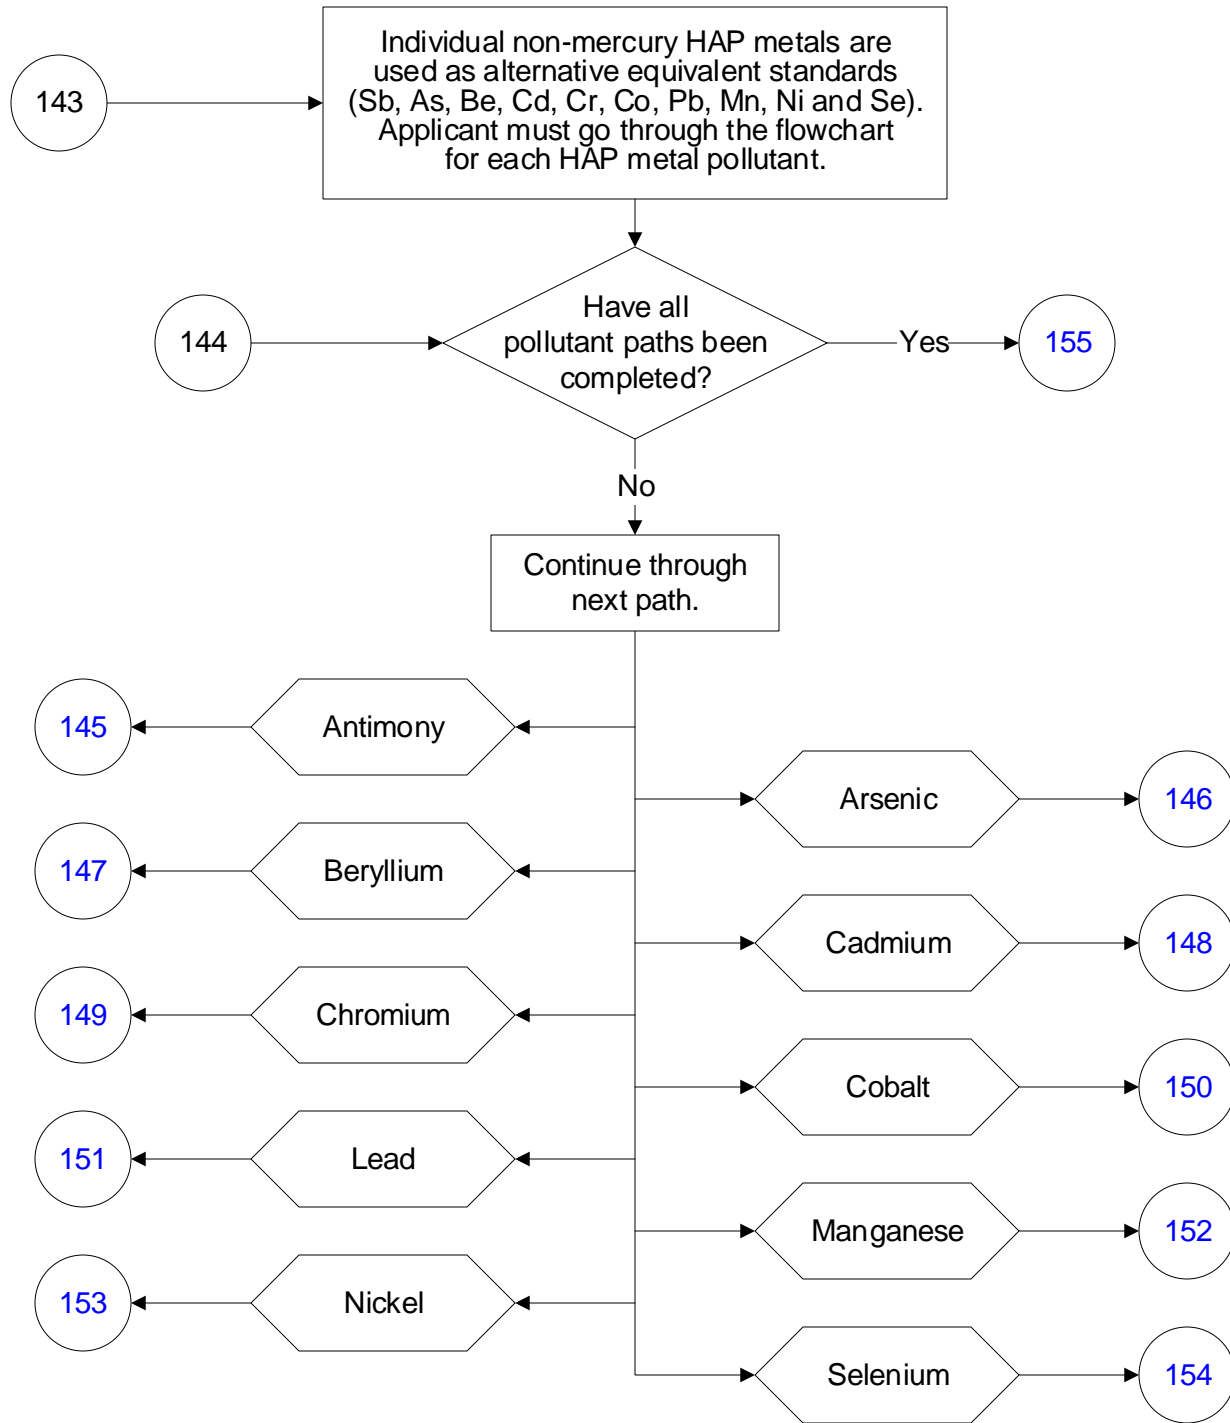 143
Individual non-mercury HAP metals are
used as alternative equivalent standards
(Sb, As, Be, Cd, Cr, Co, Pb, Mn, Ni and Se).
Applicant must go through the flowchart
for each HAP metal pollutant.
144
Have all
pollutant paths been
completed?
Yes
155
No
Continue through
next path.
145
Antimony
Arsenic
146
147
Beryllium
Cadmium
148
149
Chromium
Cobalt
150
151
Lead
Manganese
152
153
Nickel
Selenium
154